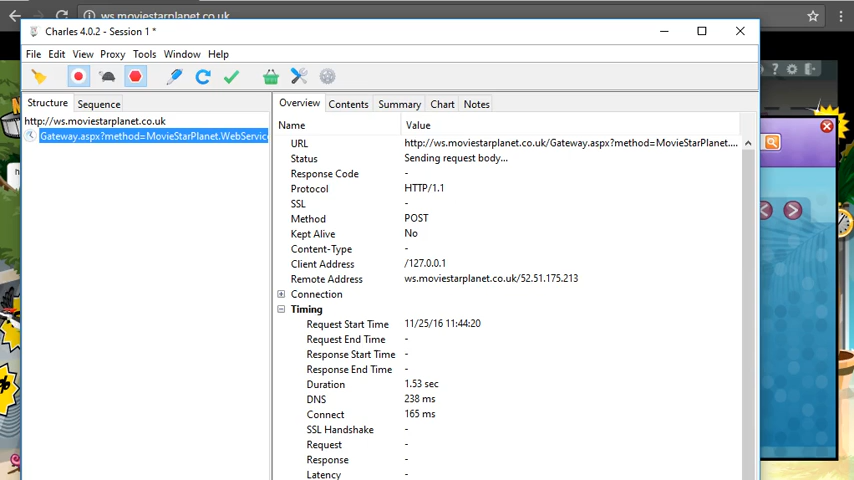 ws.moviestarplanet.co.uk
Charles 4.0.2 - Session 1 *
File Edit View Proxy Tools Window Help
Structure Sequence
http://ws.moviestarplanet.co.uk
Gateway.aspx?method=MovieStarPlanet.WebServic
Overview Contents Summary Chart Notes
Name Value
URL http://ws.moviestarplanet.co.uk/Gateway.aspx?method=MovieStarPlanet....
Status Sending request body...
Response Code -
Protocol HTTP/1.1
SSL -
Method POST
Kept Alive No
Content-Type -
Client Address /127.0.0.1
Remote Address ws.moviestarplanet.co.uk/52.51.175.213
Connection
Timing
Request Start Time 11/25/16 11:44:20
Request End Time -
Response Start Time -
Response End Time -
Duration 1.53 sec
DNS 238 ms
Connect 165 ms
SSL Handshake -
Request -
Response -
Latency -